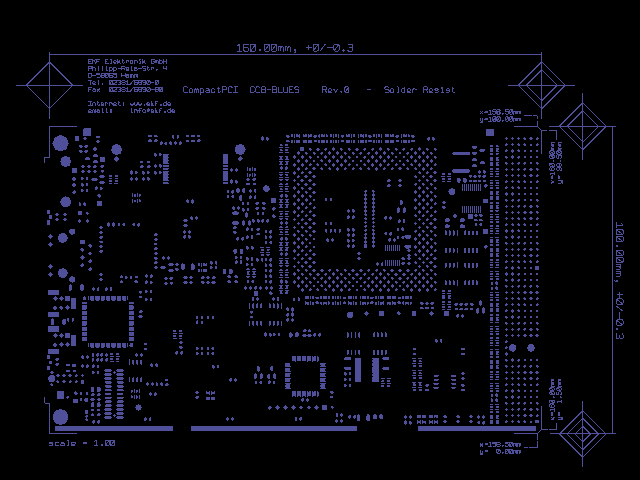 160.00mm, +0/-0.3
EKF Elektronik GmbH
Philipp-Reis-Str. 4
D-59065 Hamm
Tel. 02381/6890-0
Fax 02381/6890-90
Internet: www.ekf.de
email: info@ekf.de
CompactPCI CC8-BLUES Rev.0 - Solder Resist
x=158.50mm
y=100.00mm
100.00mm, +0/-0.3
scale = 1.00
x=158.50mm
y= 0.00mm